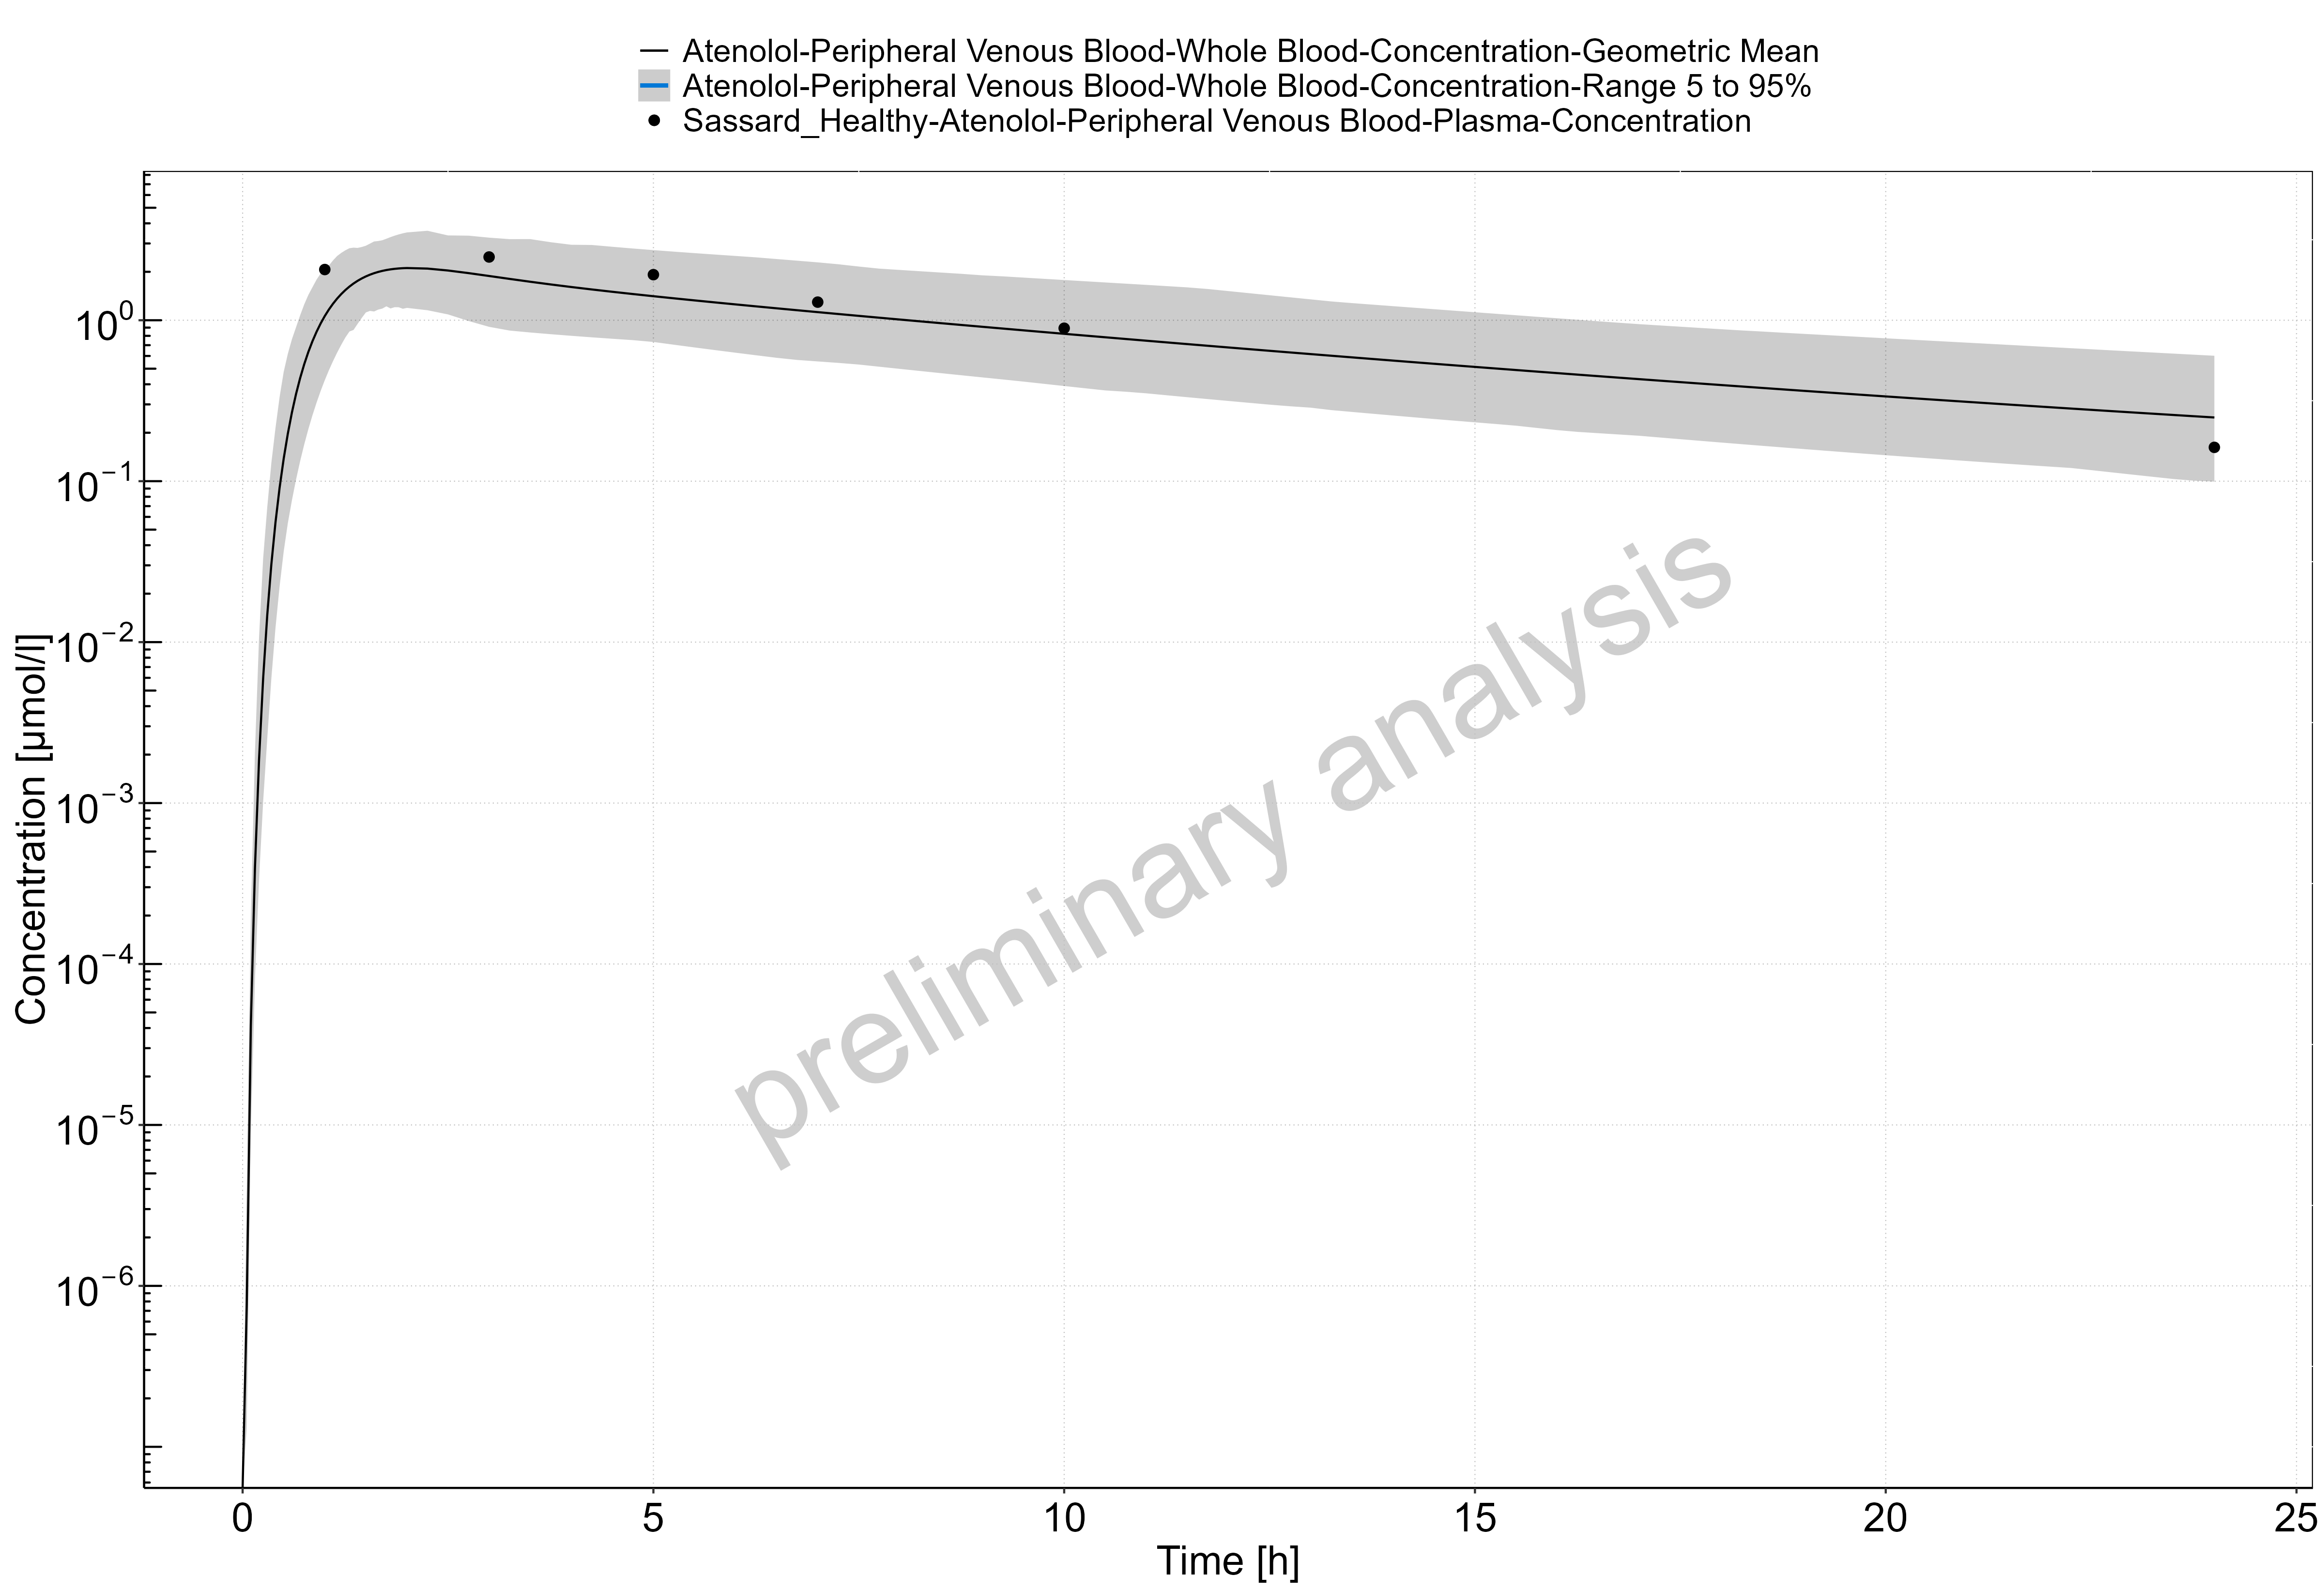 Atenolol-Peripheral Venous Blood-Whole Blood-Concentration-Geometric Mean
Atenolol-Peripheral Venous Blood-Whole Blood-Concentration-Range 5 to 95%
Sassard_Healthy-Atenolol-Peripheral Venous Blood-Plasma-Concentration
Concentration [µmol/l]
10⁰
10⁻¹
10⁻²
10⁻³
10⁻⁴
10⁻⁵
10⁻⁶
preliminary analysis
0 5 10 15 20 25
Time [h]